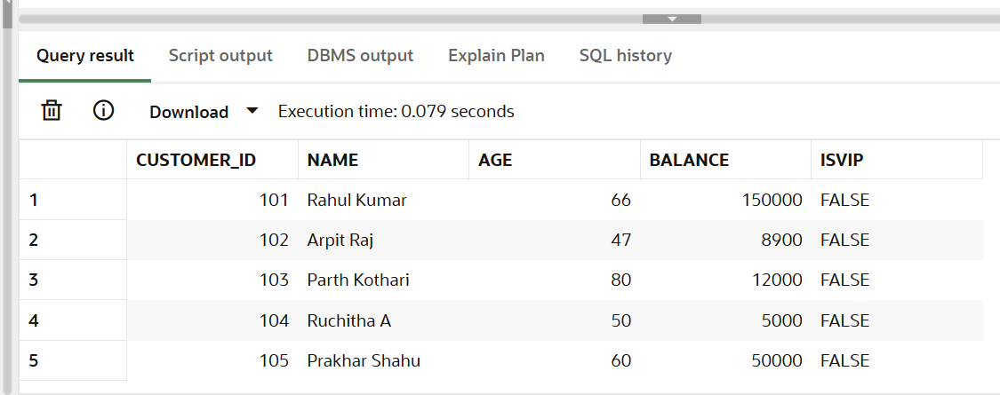 Query result Script output DBMS output Explain Plan SQL history
Download Execution time: 0.079 seconds
CUSTOMER_ID NAME AGE BALANCE ISVIP
1 101 Rahul Kumar 66 150000 FALSE
2 102 Arpit Raj 47 8900 FALSE
3 103 Parth Kothari 80 12000 FALSE
4 104 Ruchitha A 50 5000 FALSE
5 105 Prakhar Shahu 60 50000 FALSE